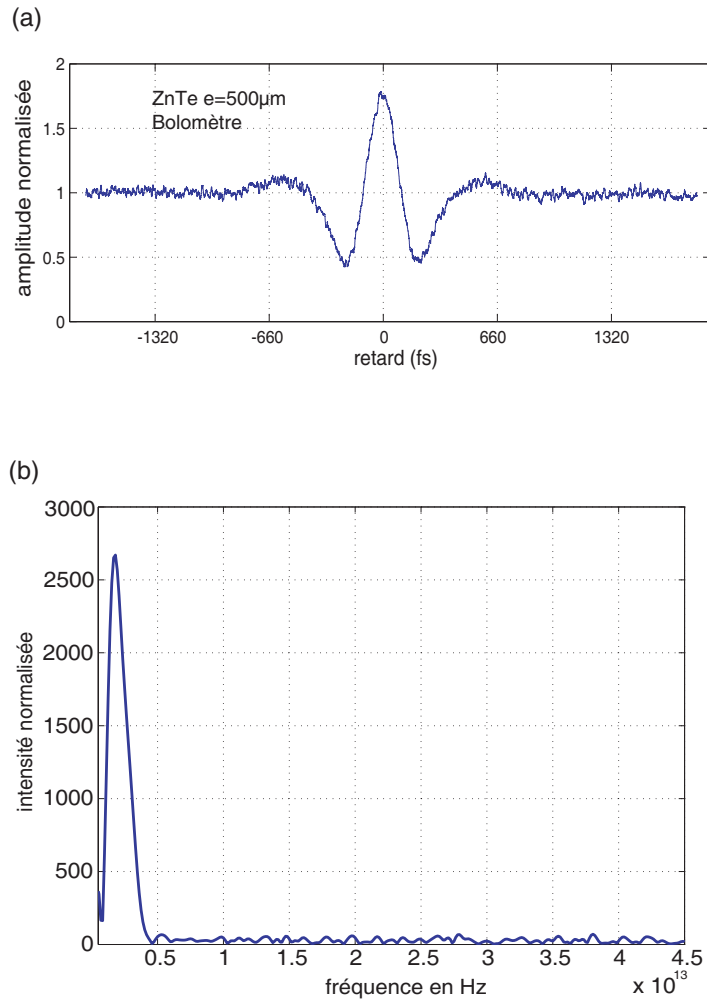 (a)
amplitude normalisée
2
1.5
1
0.5
0
ZnTe e=500µm
Bolomètre
-1320 -660 0 660 1320
retard (fs)
(b)
intensité normalisée
3000
2500
2000
1500
1000
500
0
0.5 1 1.5 2 2.5 3 3.5 4 4.5
fréquence en Hz
x 10^13